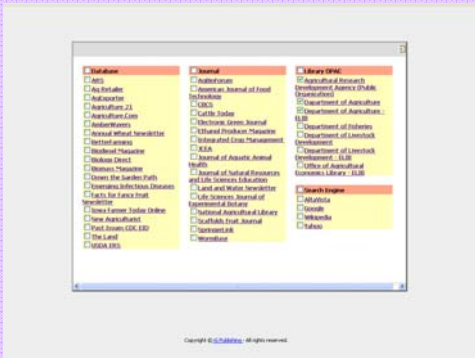 Database
ARS
Ag Retailer
AgExporter
Agriculture 21
Agriculture.Com
AmberWaves
Annual Wheat Newsletter
Betterfarming
Biodiesel Magazine
Biology Direct
Biomass Magazine
Down the Garden Path
Emerging Infectious Diseases
Facts for Fancy Fruit
Newsletter
Iowa Farmer Today Online
New Agriculturist
Past Issues CDC EID
The Land
USDA ERS
Journal
AgBioForum
American Journal of Food
Technology
CBCS
Cattle Today
Electronic Green Journal
Ethanol Producer Magazine
Integrated Crop Management
Journal of Aquatic Animal
Health
Journal of Natural Resources
and Life Sciences Education
Land and Water Newsletter
Life Sciences Journal of
Experimental Botany
National Agricultural Library
Scaffolds Fruit Journal
SpringerLink
WormBase
Library OPAC
Agricultural Research
Development Agency (Public
Organization)
Department of Agriculture
Department of Agriculture -
ELIB
Department of Fisheries
Department of Livestock
Development
Department of Livestock
Development - ELIB
Office of Agricultural
Economics Library - ELIB
Search Engine
AltaVista
Google
Wikipedia
Yahoo
Copyright © iG Publishing - All rights reserved.